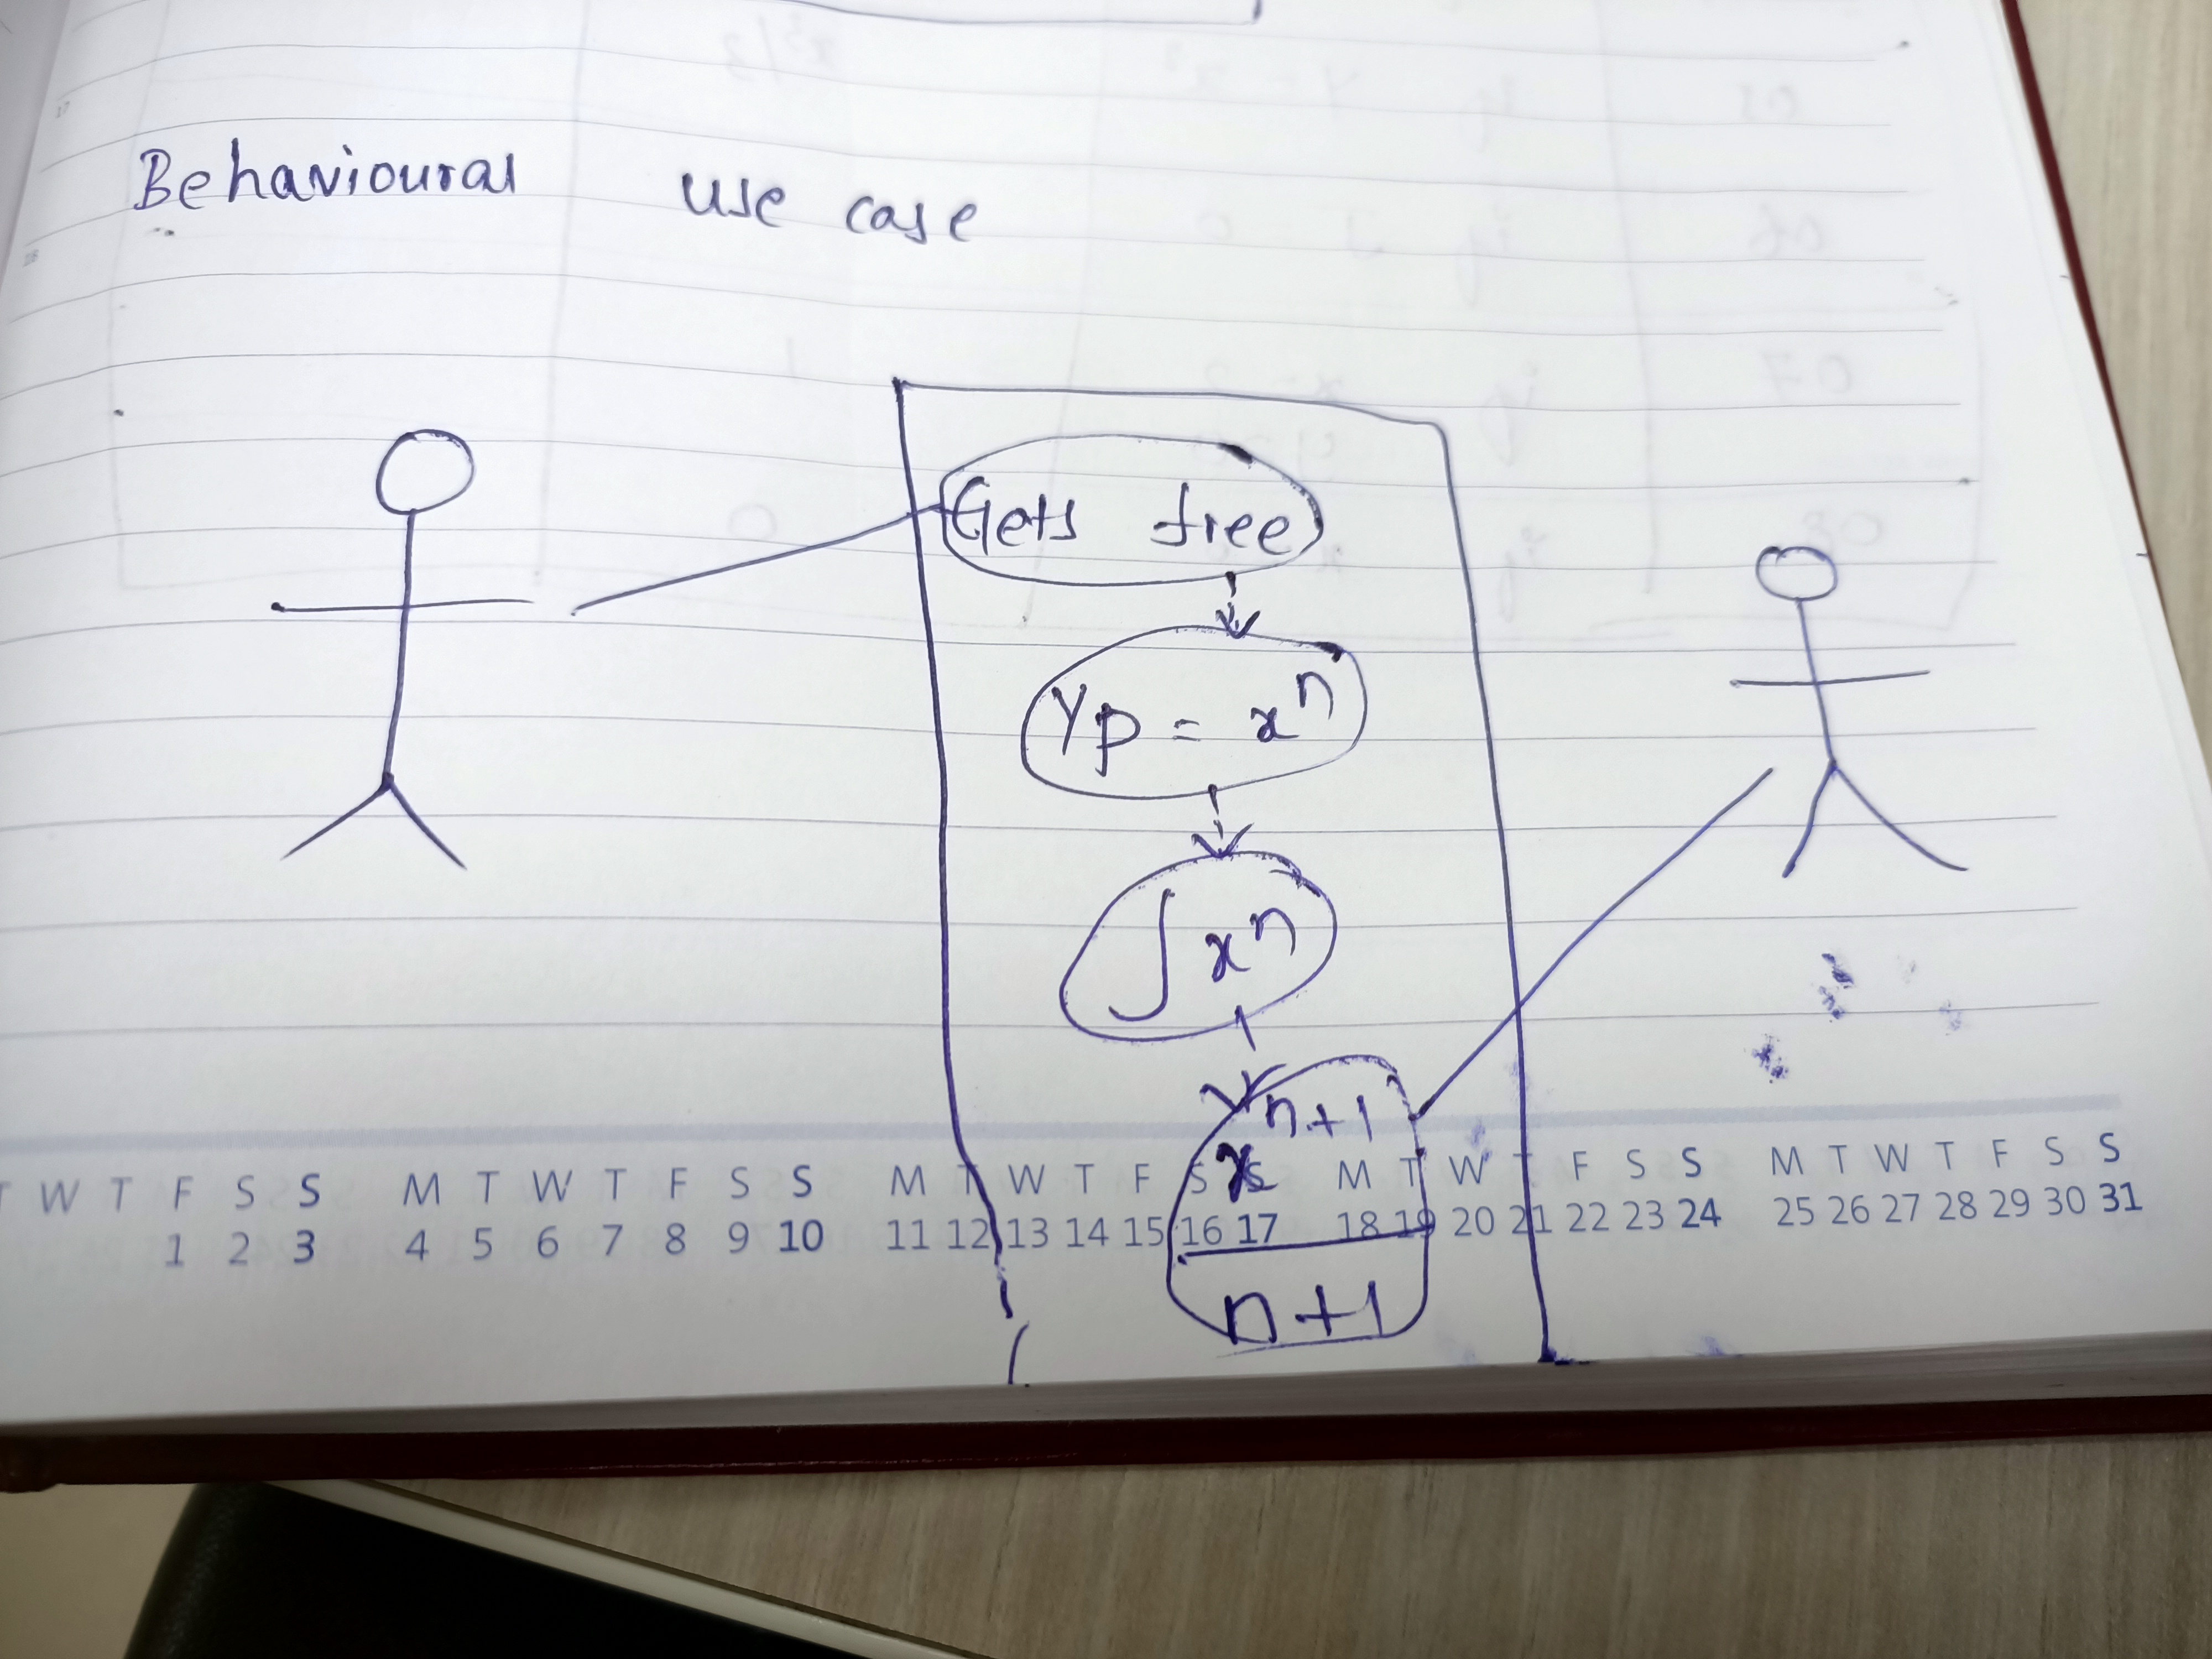 Behavioural use case
Gets free
Yp = xⁿ
∫ xⁿ
x^n+1
n+1
T W T F S S M T W T F S S M T W T F S S M T W T F S S M T W T F S S
1 2 3 4 5 6 7 8 9 10 11 12 13 14 15 16 17 18 19 20 21 22 23 24 25 26 27 28 29 30 31